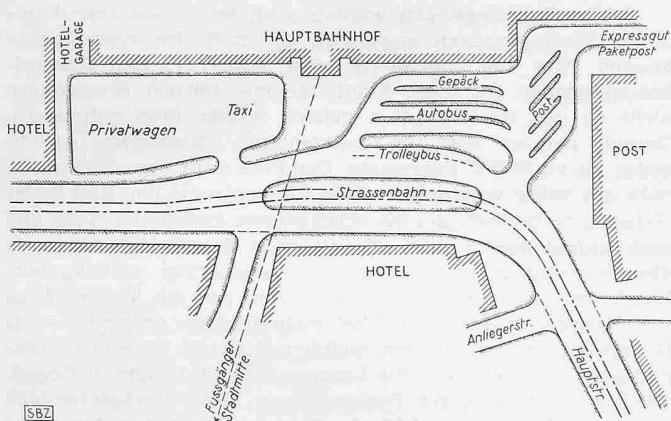 HOTEL-
GARAGE
HAUPTBAHNHOF
Expressgut
Paketpost
Gepäck
Taxi
Privatwagen
Autobus
Post
HOTEL
POST
Trolleybus
Strassenbahn
HOTEL
Anliegerstr.
Hauptstr.
Fussgänger
Stadtmitte
SBZ